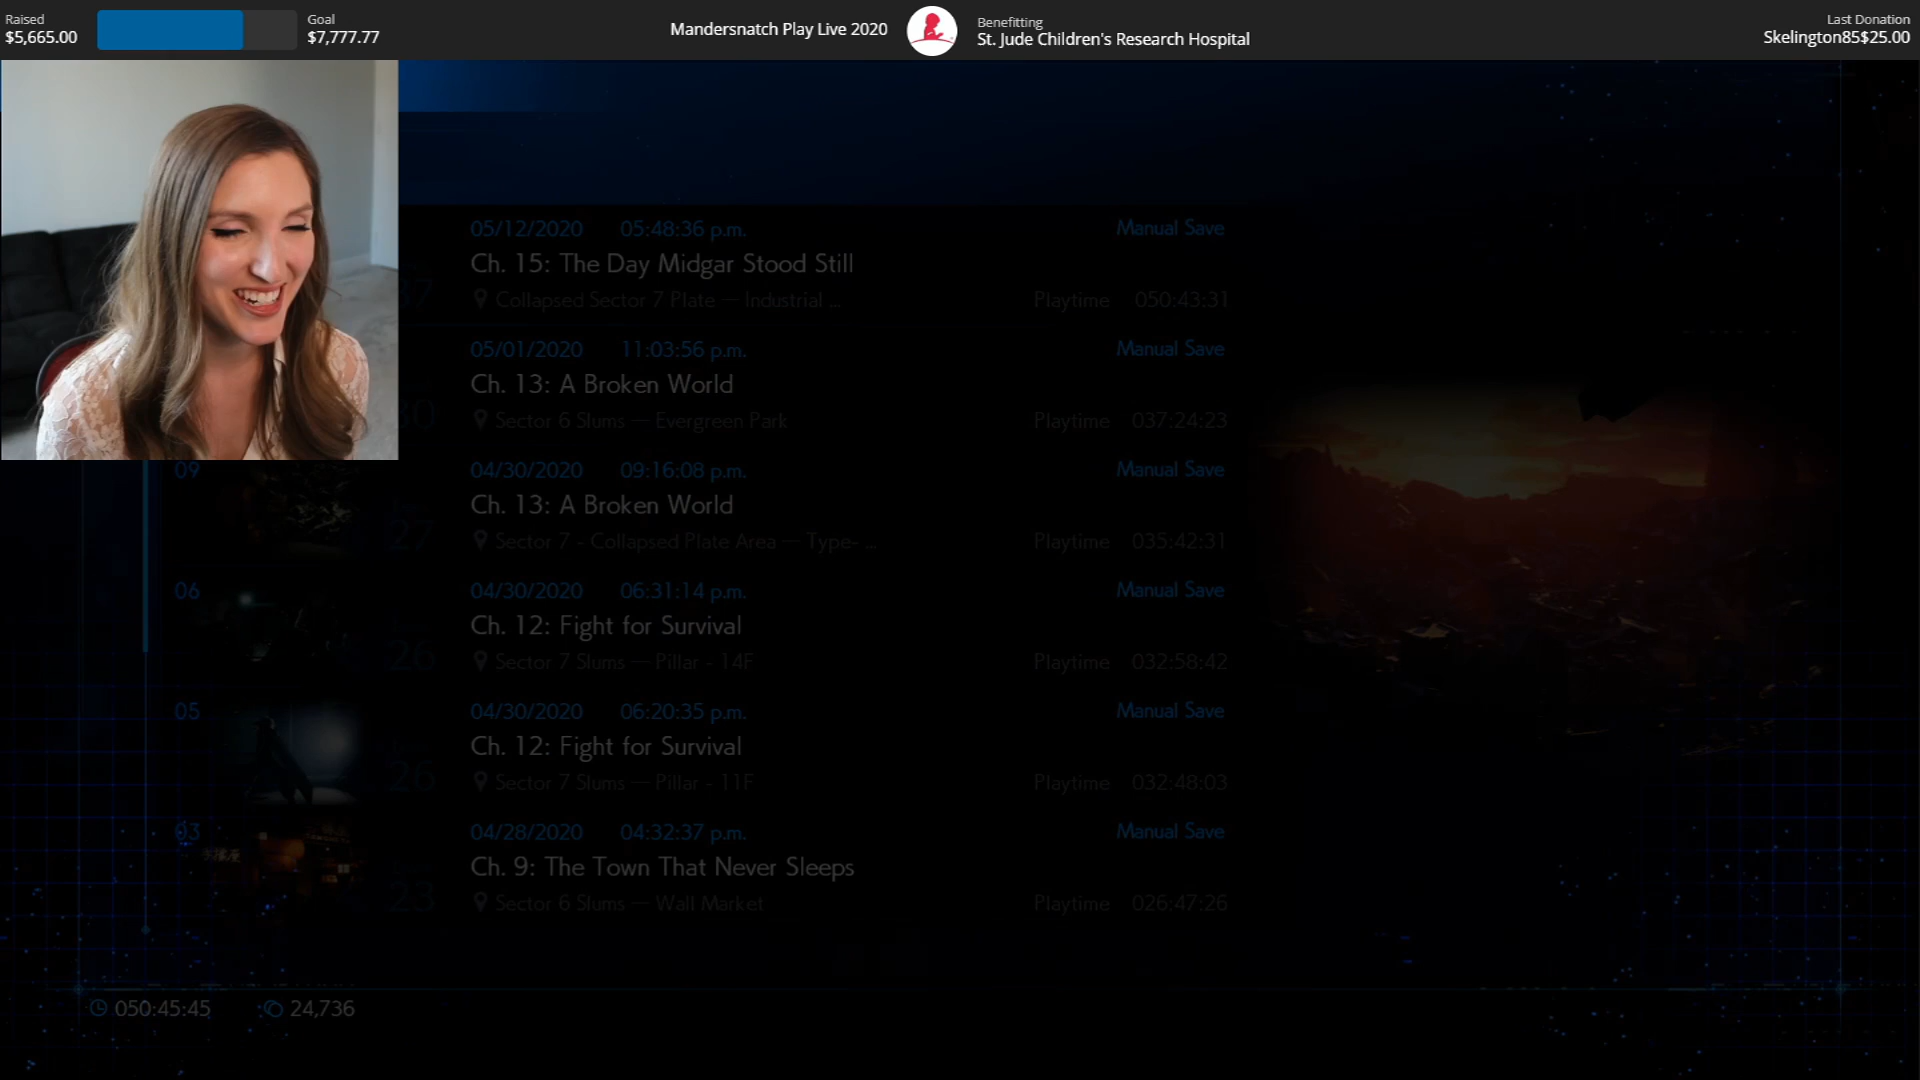 Raised
$5,665.00
Goal
$7,777.77
Mandersnatch Play Live 2020
Benefitting
St. Jude Children's Research Hospital
Last Donation
Skelington85$25.00
05/12/2020 05:48:36 p.m. Manual Save
Ch. 15: The Day Midgar Stood Still
Collapsed Sector 7 Plate — Industrial ... Playtime 050:43:31
05/01/2020 11:03:56 p.m. Manual Save
Ch. 13: A Broken World
Sector 6 Slums — Evergreen Park Playtime 037:24:23
09 04/30/2020 09:16:08 p.m. Manual Save
Ch. 13: A Broken World
27 Sector 7 - Collapsed Plate Area — Type- ... Playtime 035:42:31
06 04/30/2020 06:31:14 p.m. Manual Save
Ch. 12: Fight for Survival
26 Sector 7 Slums — Pillar - 14F Playtime 032:58:42
05 04/30/2020 06:20:35 p.m. Manual Save
Ch. 12: Fight for Survival
26 Sector 7 Slums — Pillar - 11F Playtime 032:48:03
03 04/28/2020 04:32:37 p.m. Manual Save
Ch. 9: The Town That Never Sleeps
23 Sector 6 Slums — Wall Market Playtime 026:47:26
050:45:45 24,736